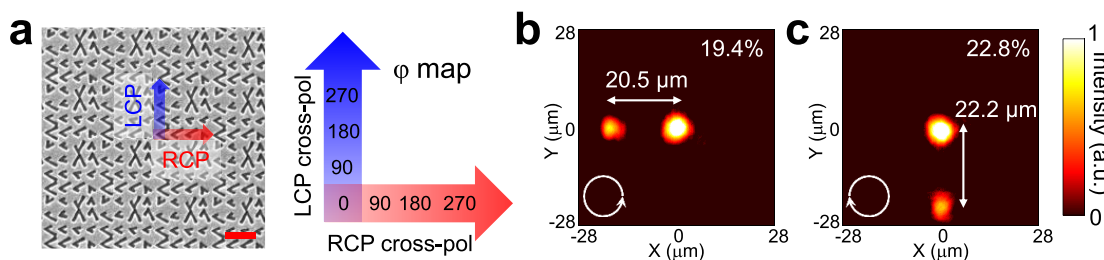 a
LCP
RCP
φ map
LCP cross-pol
270
180
90
0 90 180 270
RCP cross-pol
b
28
19.4%
20.5 μm
Y (μm)
0
-28
-28 0 28
X (μm)
c
28
22.8%
22.2 μm
Y (μm)
0
-28
-28 0 28
X (μm)
1
Intensity (a.u.)
0